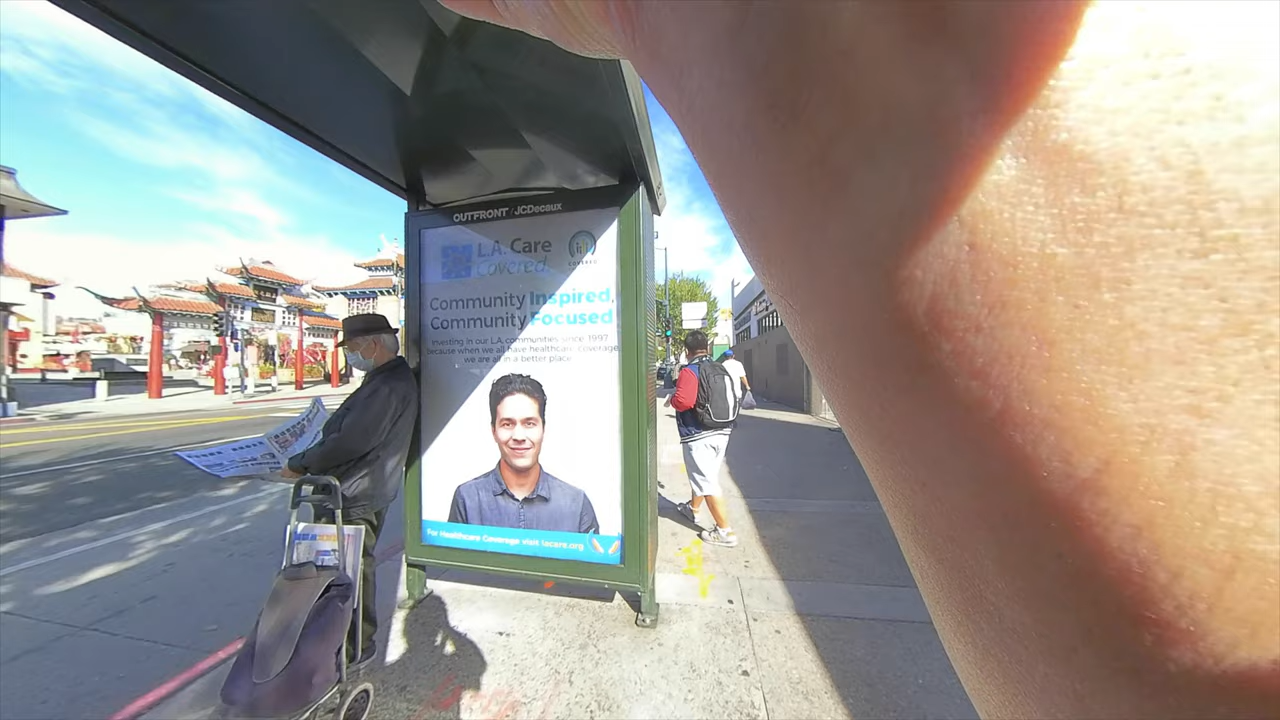 OUTFRONT / JCDecaux
L.A. Care
Covered.
COVERED
Community Inspired,
Community Focused
Investing in our L.A. communities since 1997
because when we all have healthcare coverage
we are all in a better place
For Healthcare Coverage visit lacare.org